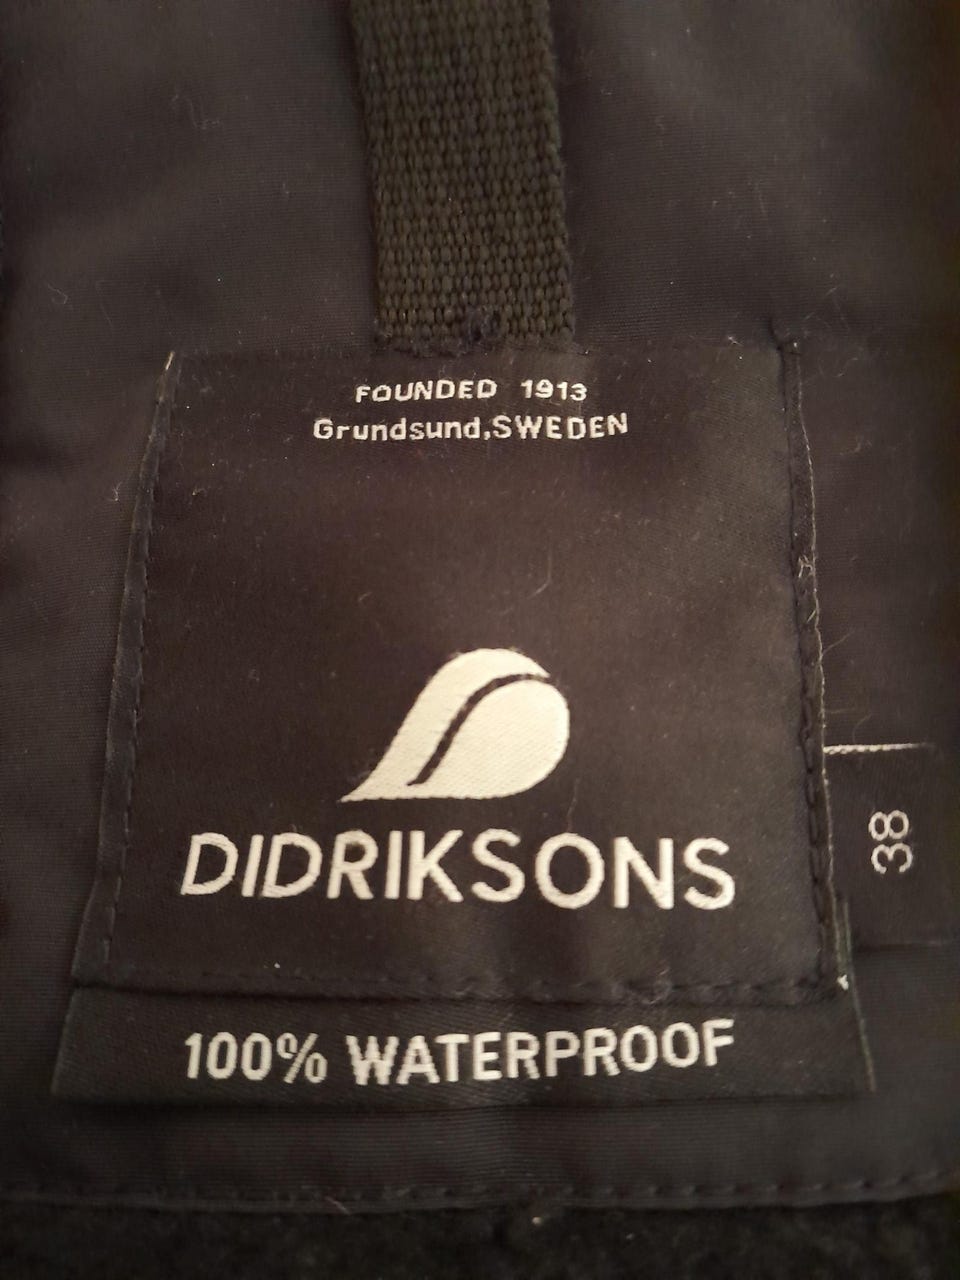 FOUNDED 1913
Grundsund,SWEDEN
DIDRIKSONS
38
100% WATERPROOF